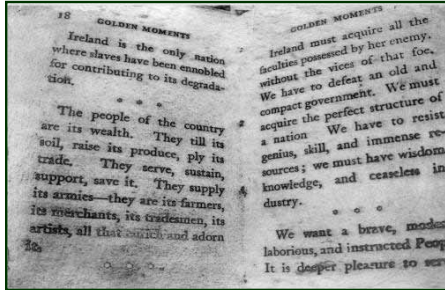 18
GOLDEN MOMENTS
Ireland is the only nation
where slaves have been ennobled
for contributing to its degrada-
tion.
The people of the country
are its wealth. They till its
soil, raise its produce, ply its
trade. They serve, sustain,
support, save it. They supply
its armies—they are its farmers,
its merchants, its tradesmen, its
artists, all that enrich and adorn
GOLDEN MOMENTS
Ireland must acquire all the
faculties possessed by her enemy,
without the vices of that foe.
We have to defeat an old and
compact government. We must
acquire the perfect structure of
a nation We have to resist
genius, skill, and immense re-
sources; we must have wisdom
knowledge, and ceaseless in
dustry.
We want a brave, modes
laborious, and instructed Peop
It is deeper pleasure to serv